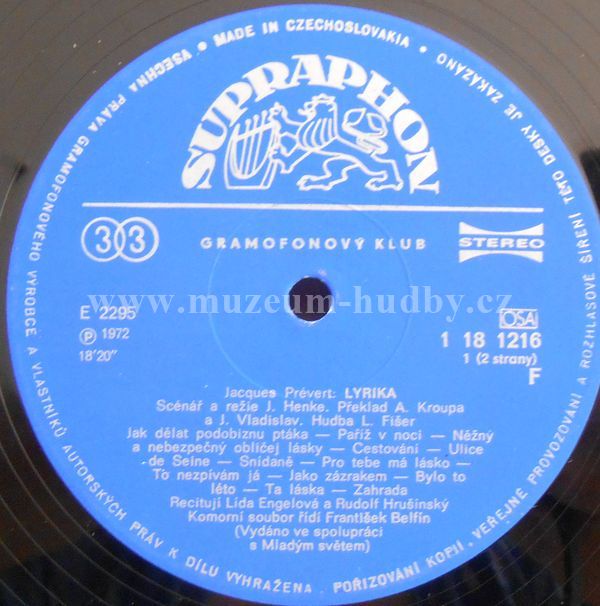 VŠECHNA PRÁVA GRAMOFONOVÉHO VÝROBCE A VLASTNÍKŮ AUTORSKÝCH PRÁV K DÍLU VYHRAŽENA. POŘIZOVÁNÍ KOPIÍ, VEŘEJNÉ PROVOZOVÁNÍ A ROZHLASOVÉ ŠÍŘENÍ TÉTO DESKY JE ZAKÁZÁNO • MADE IN CZECHOSLOVAKIA •
SUPRAPHON
33
GRAMOFONOVÝ KLUB
STEREO
www.muzeum-hudby.cz
E 2295
Ⓟ 1972
18'20"
OSA
1 18 1216
1 (2 strany)
F
Jacques Prévert: LYRIKA
Scénář a režie J. Henke. Překlad A. Kroupa
a J. Vladislav. Hudba L. Fišer
Jak dělat podobiznu ptáka — Paříž v noci — Něžný
a nebezpečný obličej lásky — Cestování — Ulice
de Seine — Snídaně — Pro tebe má lásko —
To nezpívám já — Jako zázrakem — Bylo to
léto — Ta láska — Zahrada
Recitují Lída Engelová a Rudolf Hrušínský
Komorní soubor řídí František Belfín
(Vydáno ve spolupráci
s Mladým světem)